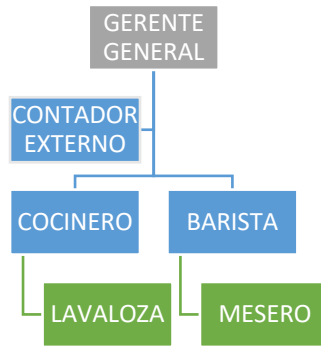 GERENTE
GENERAL
CONTADOR
EXTERNO
COCINERO
BARISTA
LAVALOZA
MESERO